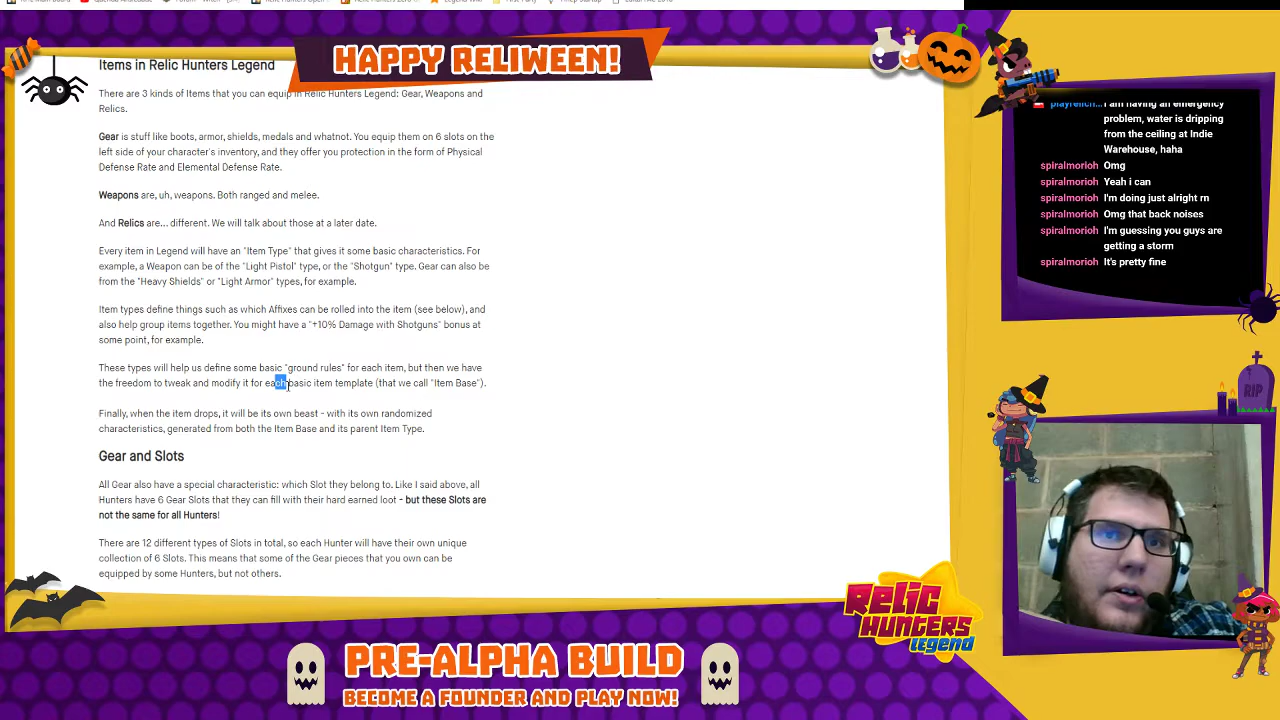 HAPPY RELIWEEN!
Items in Relic Hunters Legend
There are 3 kinds of Items that you can equip in Relic Hunters Legend: Gear, Weapons and
Relics.
Gear is stuff like boots, armor, shields, medals and whatnot. You equip them on 6 slots on the
left side of your character's inventory, and they offer you protection in the form of Physical
Defense Rate and Elemental Defense Rate.
Weapons are, uh, weapons. Both ranged and melee.
And Relics are... different. We will talk about those at a later date.
Every item in Legend will have an "Item Type" that gives it some basic characteristics. For
example, a Weapon can be of the "Light Pistol" type, or the "Shotgun" type. Gear can also be
from the "Heavy Shields" or "Light Armor" types, for example.
Item types define things such as which Affixes can be rolled into the item (see below), and
also help group items together. You might have a "+10% Damage with Shotguns" bonus at
some point, for example.
These types will help us define some basic "ground rules" for each item, but then we have
the freedom to tweak and modify it for each basic item template (that we call "Item Base").
Finally, when the item drops, it will be its own beast - with its own randomized
characteristics, generated from both the Item Base and its parent Item Type.
Gear and Slots
All Gear also have a special characteristic: which Slot they belong to. Like I said above, all
Hunters have 6 Gear Slots that they can fill with their hard earned loot - but these Slots are
not the same for all Hunters!
There are 12 different types of Slots in total, so each Hunter will have their own unique
collection of 6 Slots. This means that some of the Gear pieces that you own can be
equipped by some Hunters, but not others.
playrelich... I am having an emergency
problem, water is dripping
from the ceiling at Indie
Warehouse, haha
spiralmorioh Omg
spiralmorioh Yeah i can
spiralmorioh I'm doing just alright rn
spiralmorioh Omg that back noises
spiralmorioh I'm guessing you guys are
getting a storm
spiralmorioh It's pretty fine
RIP
RELIC
HUNTERS
LEGEND
PRE-ALPHA BUILD
BECOME A FOUNDER AND PLAY NOW!